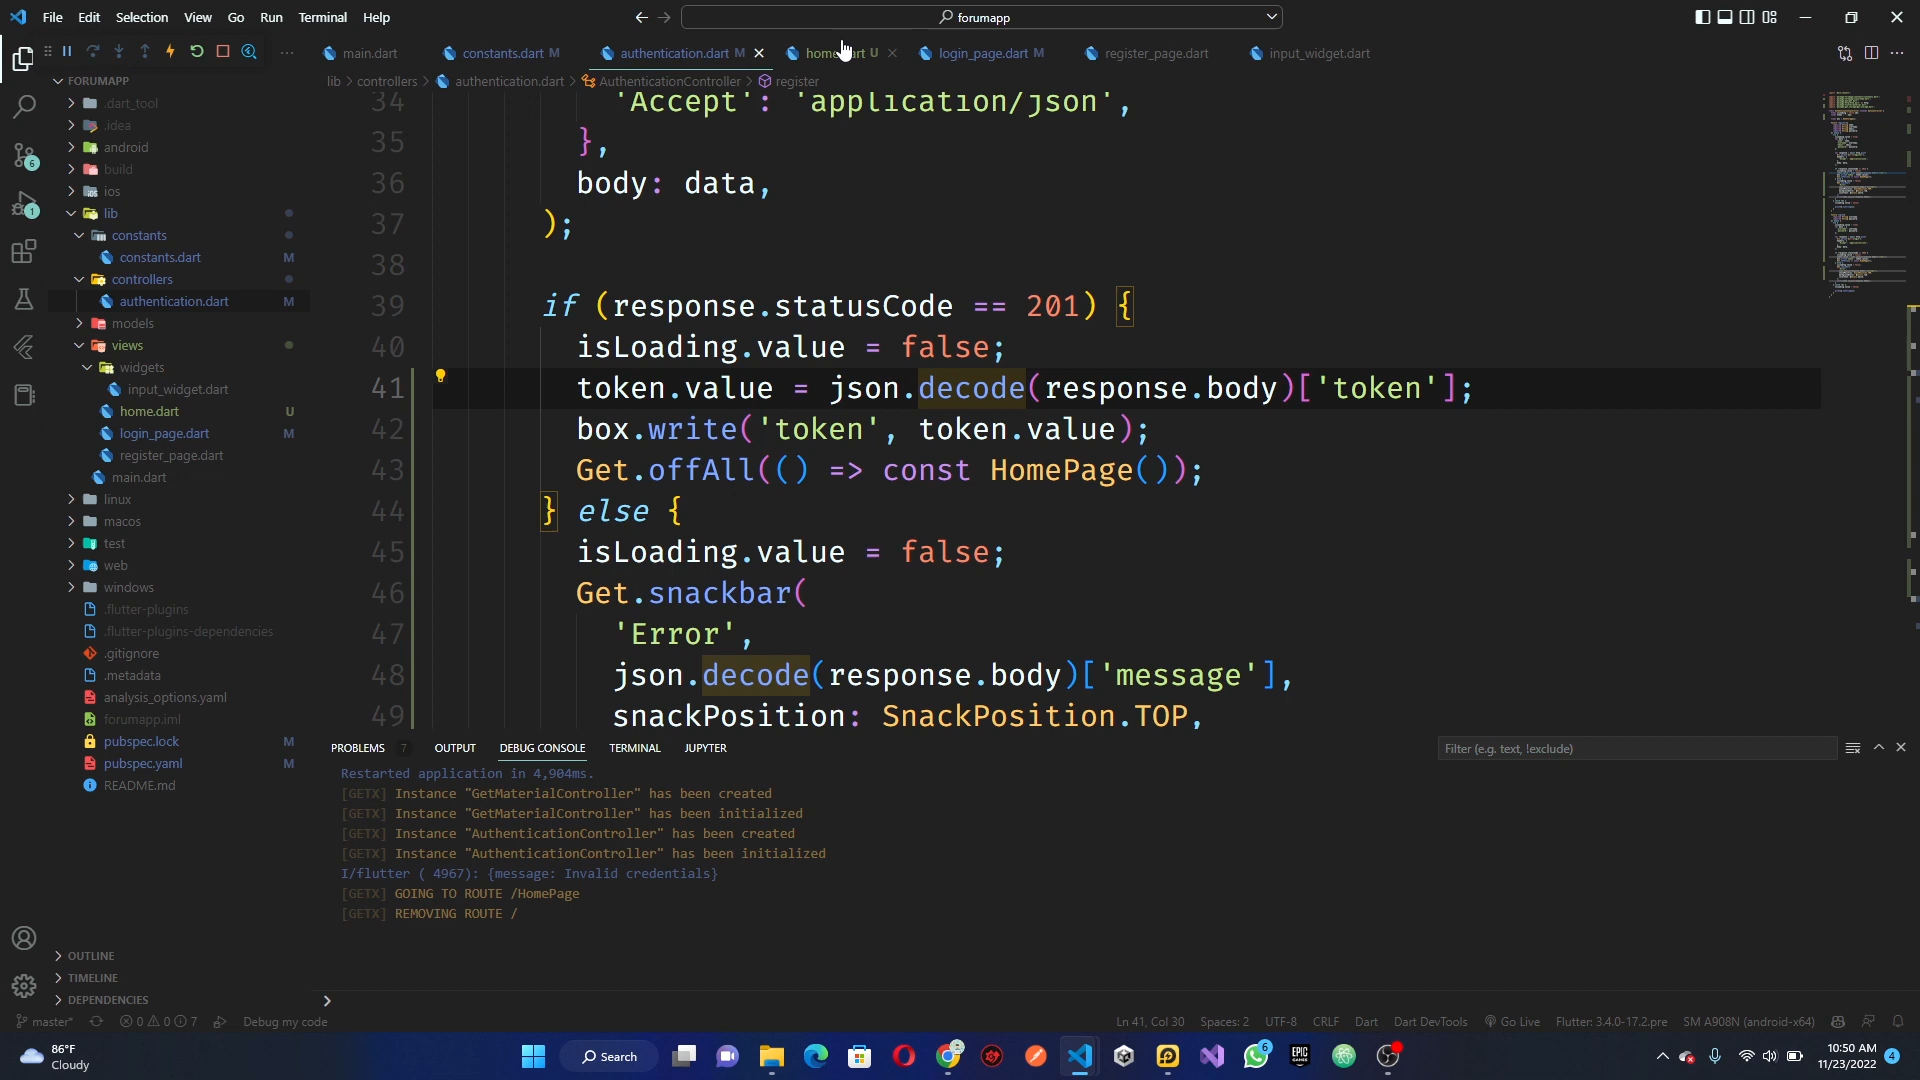 File Edit Selection View Go Run Terminal Help
forumapp
main.dart constants.dart M authentication.dart M U login_page.dart M register_page.dart input_widget.dart
lib > controllers > authentication.dart > AuthenticationController > register
FORUMAPP
.dart_tool
.idea
android
build
ios
lib
constants
constants.dart M
controllers
authentication.dart M
models
views
widgets
input_widget.dart
home.dart U
login_page.dart M
register_page.dart
main.dart
linux
macos
test
web
windows
.flutter-plugins
.flutter-plugins-dependencies
.gitignore
.metadata
analysis_options.yaml
forumapp.iml
pubspec.lock M
pubspec.yaml M
README.md
OUTLINE
TIMELINE
DEPENDENCIES
6
1
34 'Accept': 'application/json',
35 },
36 body: data,
37 );
38
39 if (response.statusCode == 201) {
40 isLoading.value = false;
41 token.value = json.decode(response.body)['token'];
42 box.write('token', token.value);
43 Get.offAll(() => const HomePage());
44 } else {
45 isLoading.value = false;
46 Get.snackbar(
47 'Error',
48 json.decode(response.body)['message'],
49 snackPosition: SnackPosition.TOP,
PROBLEMS 7 OUTPUT DEBUG CONSOLE TERMINAL JUPYTER
Filter (e.g. text, !exclude)
Restarted application in 4,904ms.
[GETX] Instance "GetMaterialController" has been created
[GETX] Instance "GetMaterialController" has been initialized
[GETX] Instance "AuthenticationController" has been created
[GETX] Instance "AuthenticationController" has been initialized
I/flutter ( 4967): {message: Invalid credentials}
[GETX] GOING TO ROUTE /HomePage
[GETX] REMOVING ROUTE /
master* 0 0 7 Debug my code
Ln 41, Col 30 Spaces: 2 UTF-8 CRLF Dart Dart DevTools Go Live Flutter: 3.4.0-17.2.pre SM A908N (android-x64)
86°F
Cloudy
Search
6
EPIC GAMES
10:50 AM
11/23/2022
4